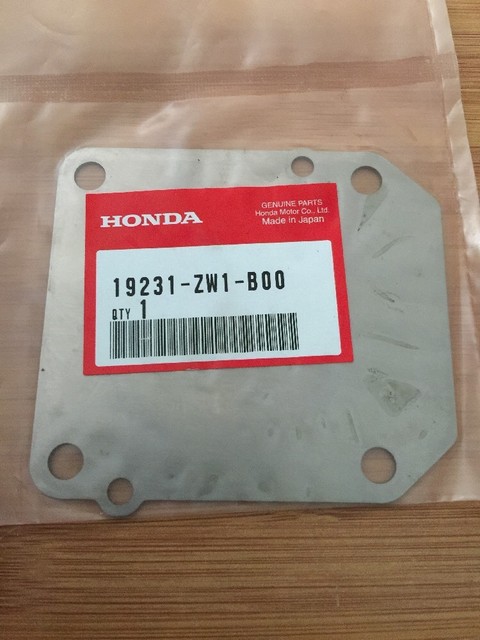 HONDA
GENUINE PARTS
Honda Motor Co., Ltd.
Made in Japan
19231-ZW1-B00
QTY 1